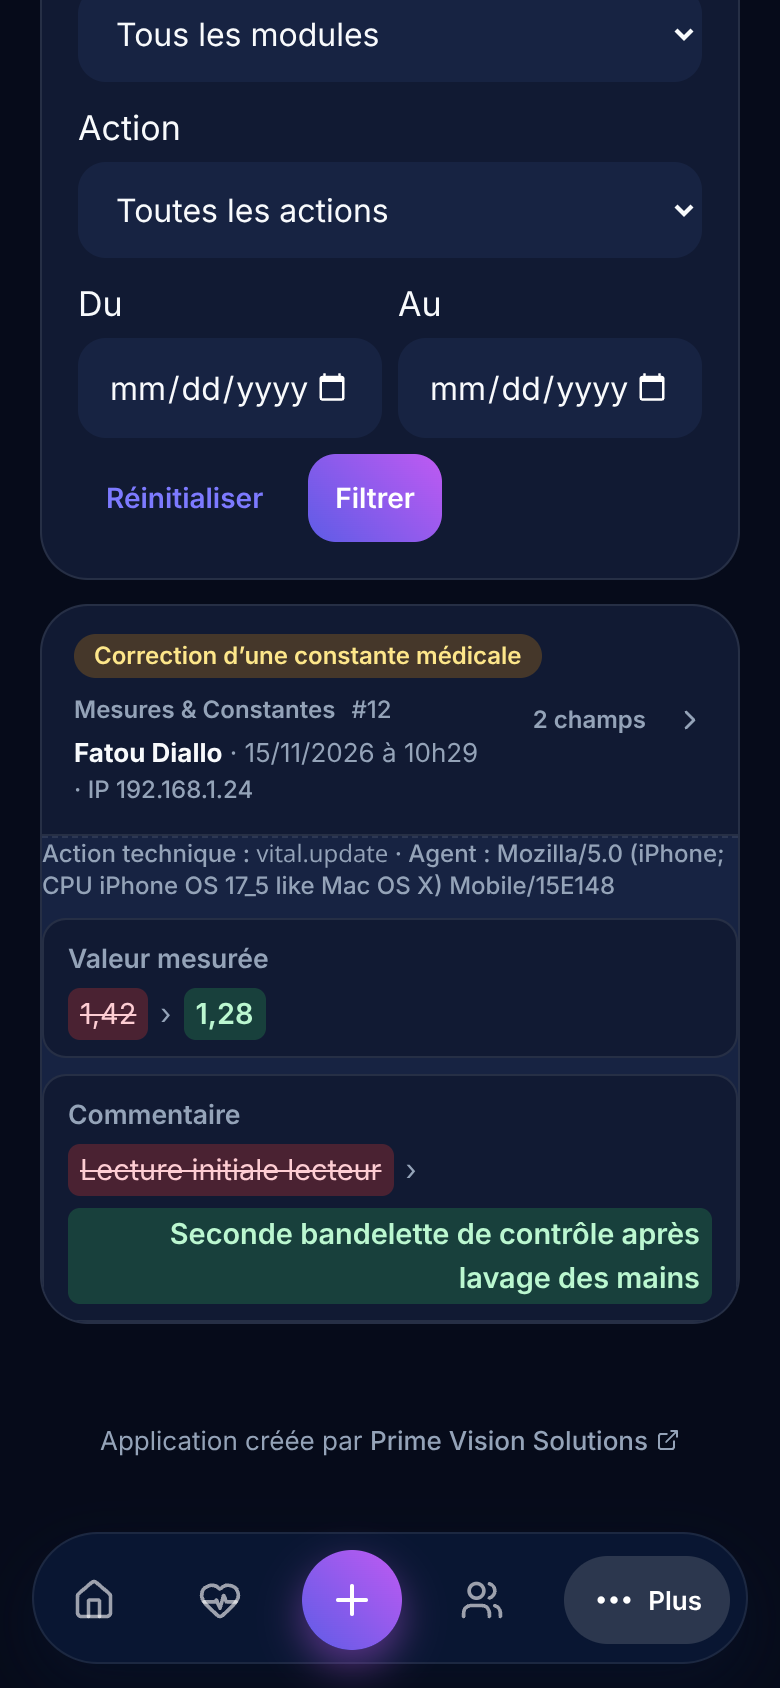 Tous les modules
Action
Toutes les actions
Du Au
mm/dd/yyyy mm/dd/yyyy
Réinitialiser Filtrer
Correction d’une constante médicale
Mesures & Constantes #12
2 champs
Fatou Diallo · 15/11/2026 à 10h29
· IP 192.168.1.24
Action technique : vital.update · Agent : Mozilla/5.0 (iPhone;
CPU iPhone OS 17_5 like Mac OS X) Mobile/15E148
Valeur mesurée
1,42 › 1,28
Commentaire
Lecture initiale lecteur ›
Seconde bandelette de contrôle après
lavage des mains
Application créée par Prime Vision Solutions
Plus